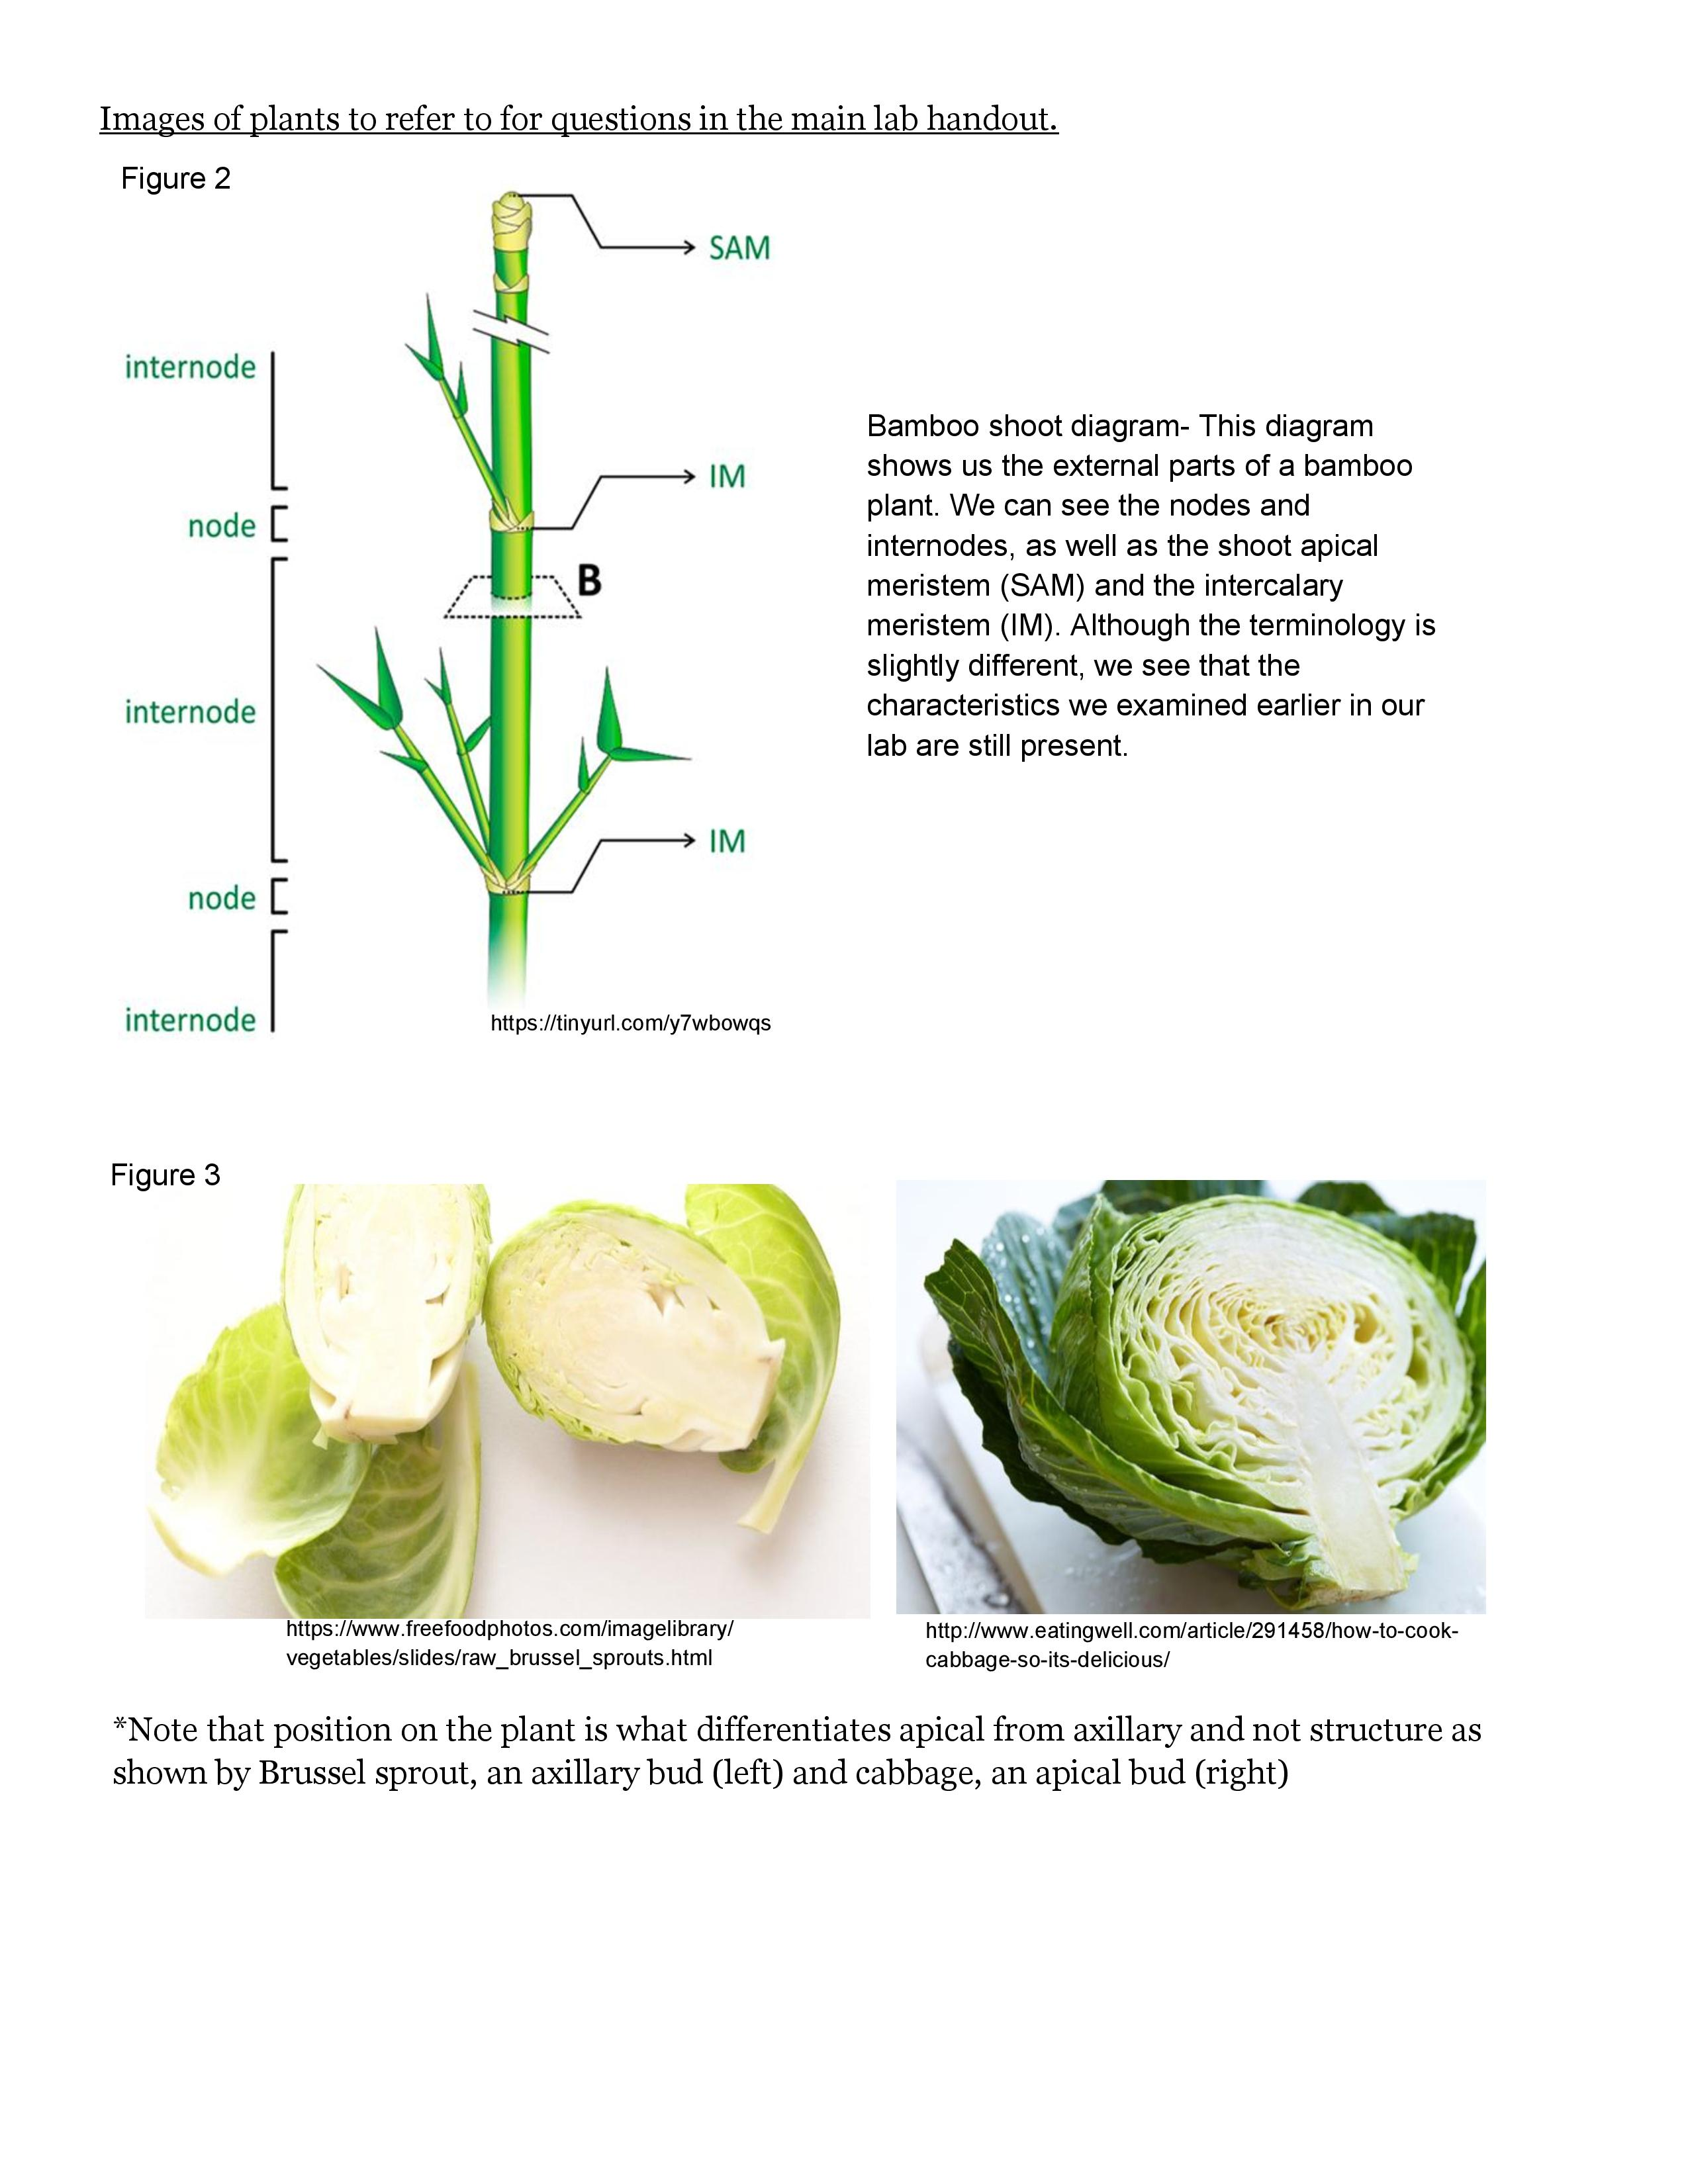 Images of plants to refer to for questions in the main lab handout.
Figure 2
SAM
internode
IM
node
B
internode
IM
node
internode
https://tinyurl.com/y7wbowqs
Bamboo shoot diagram- This diagram
shows us the external parts of a bamboo
plant. We can see the nodes and
internodes, as well as the shoot apical
meristem (SAM) and the intercalary
meristem (IM). Although the terminology is
slightly different, we see that the
characteristics we examined earlier in our
lab are still present.
Figure 3
https://www.freefoodphotos.com/imagelibrary/
vegetables/slides/raw_brussel_sprouts.html
http://www.eatingwell.com/article/291458/how-to-cook-
cabbage-so-its-delicious/
*Note that position on the plant is what differentiates apical from axillary and not structure as
shown by Brussel sprout, an axillary bud (left) and cabbage, an apical bud (right)